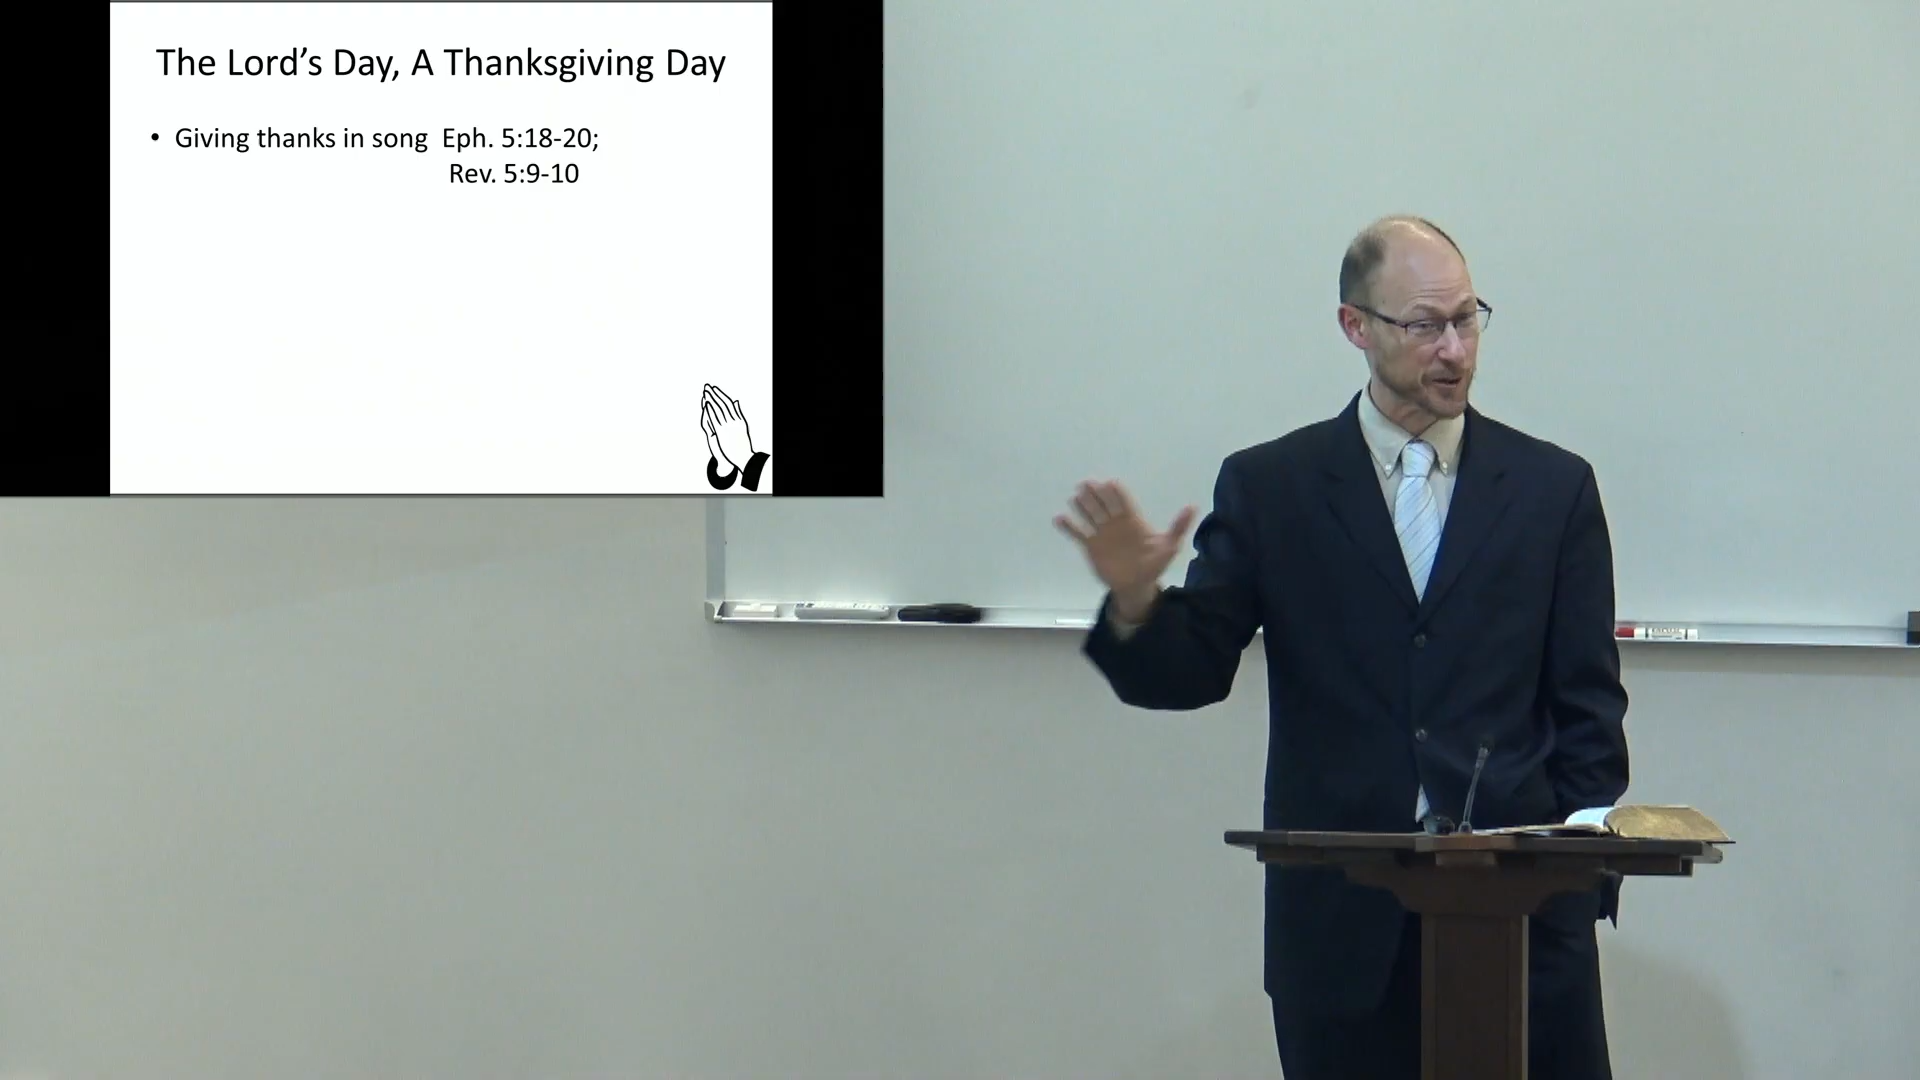 The Lord’s Day, A Thanksgiving Day
• Giving thanks in song Eph. 5:18-20;
Rev. 5:9-10